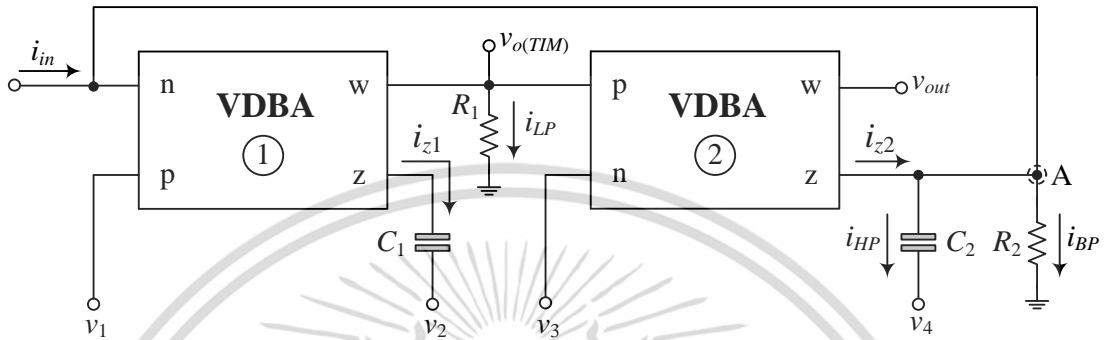 i_in
n
VDBA
1
w
p
z
v_o(TIM)
R_1
i_LP
i_z1
C_1
p
VDBA
2
w
n
z
v_out
i_z2
A
i_HP
C_2
R_2
i_BP
v_1
v_2
v_3
v_4